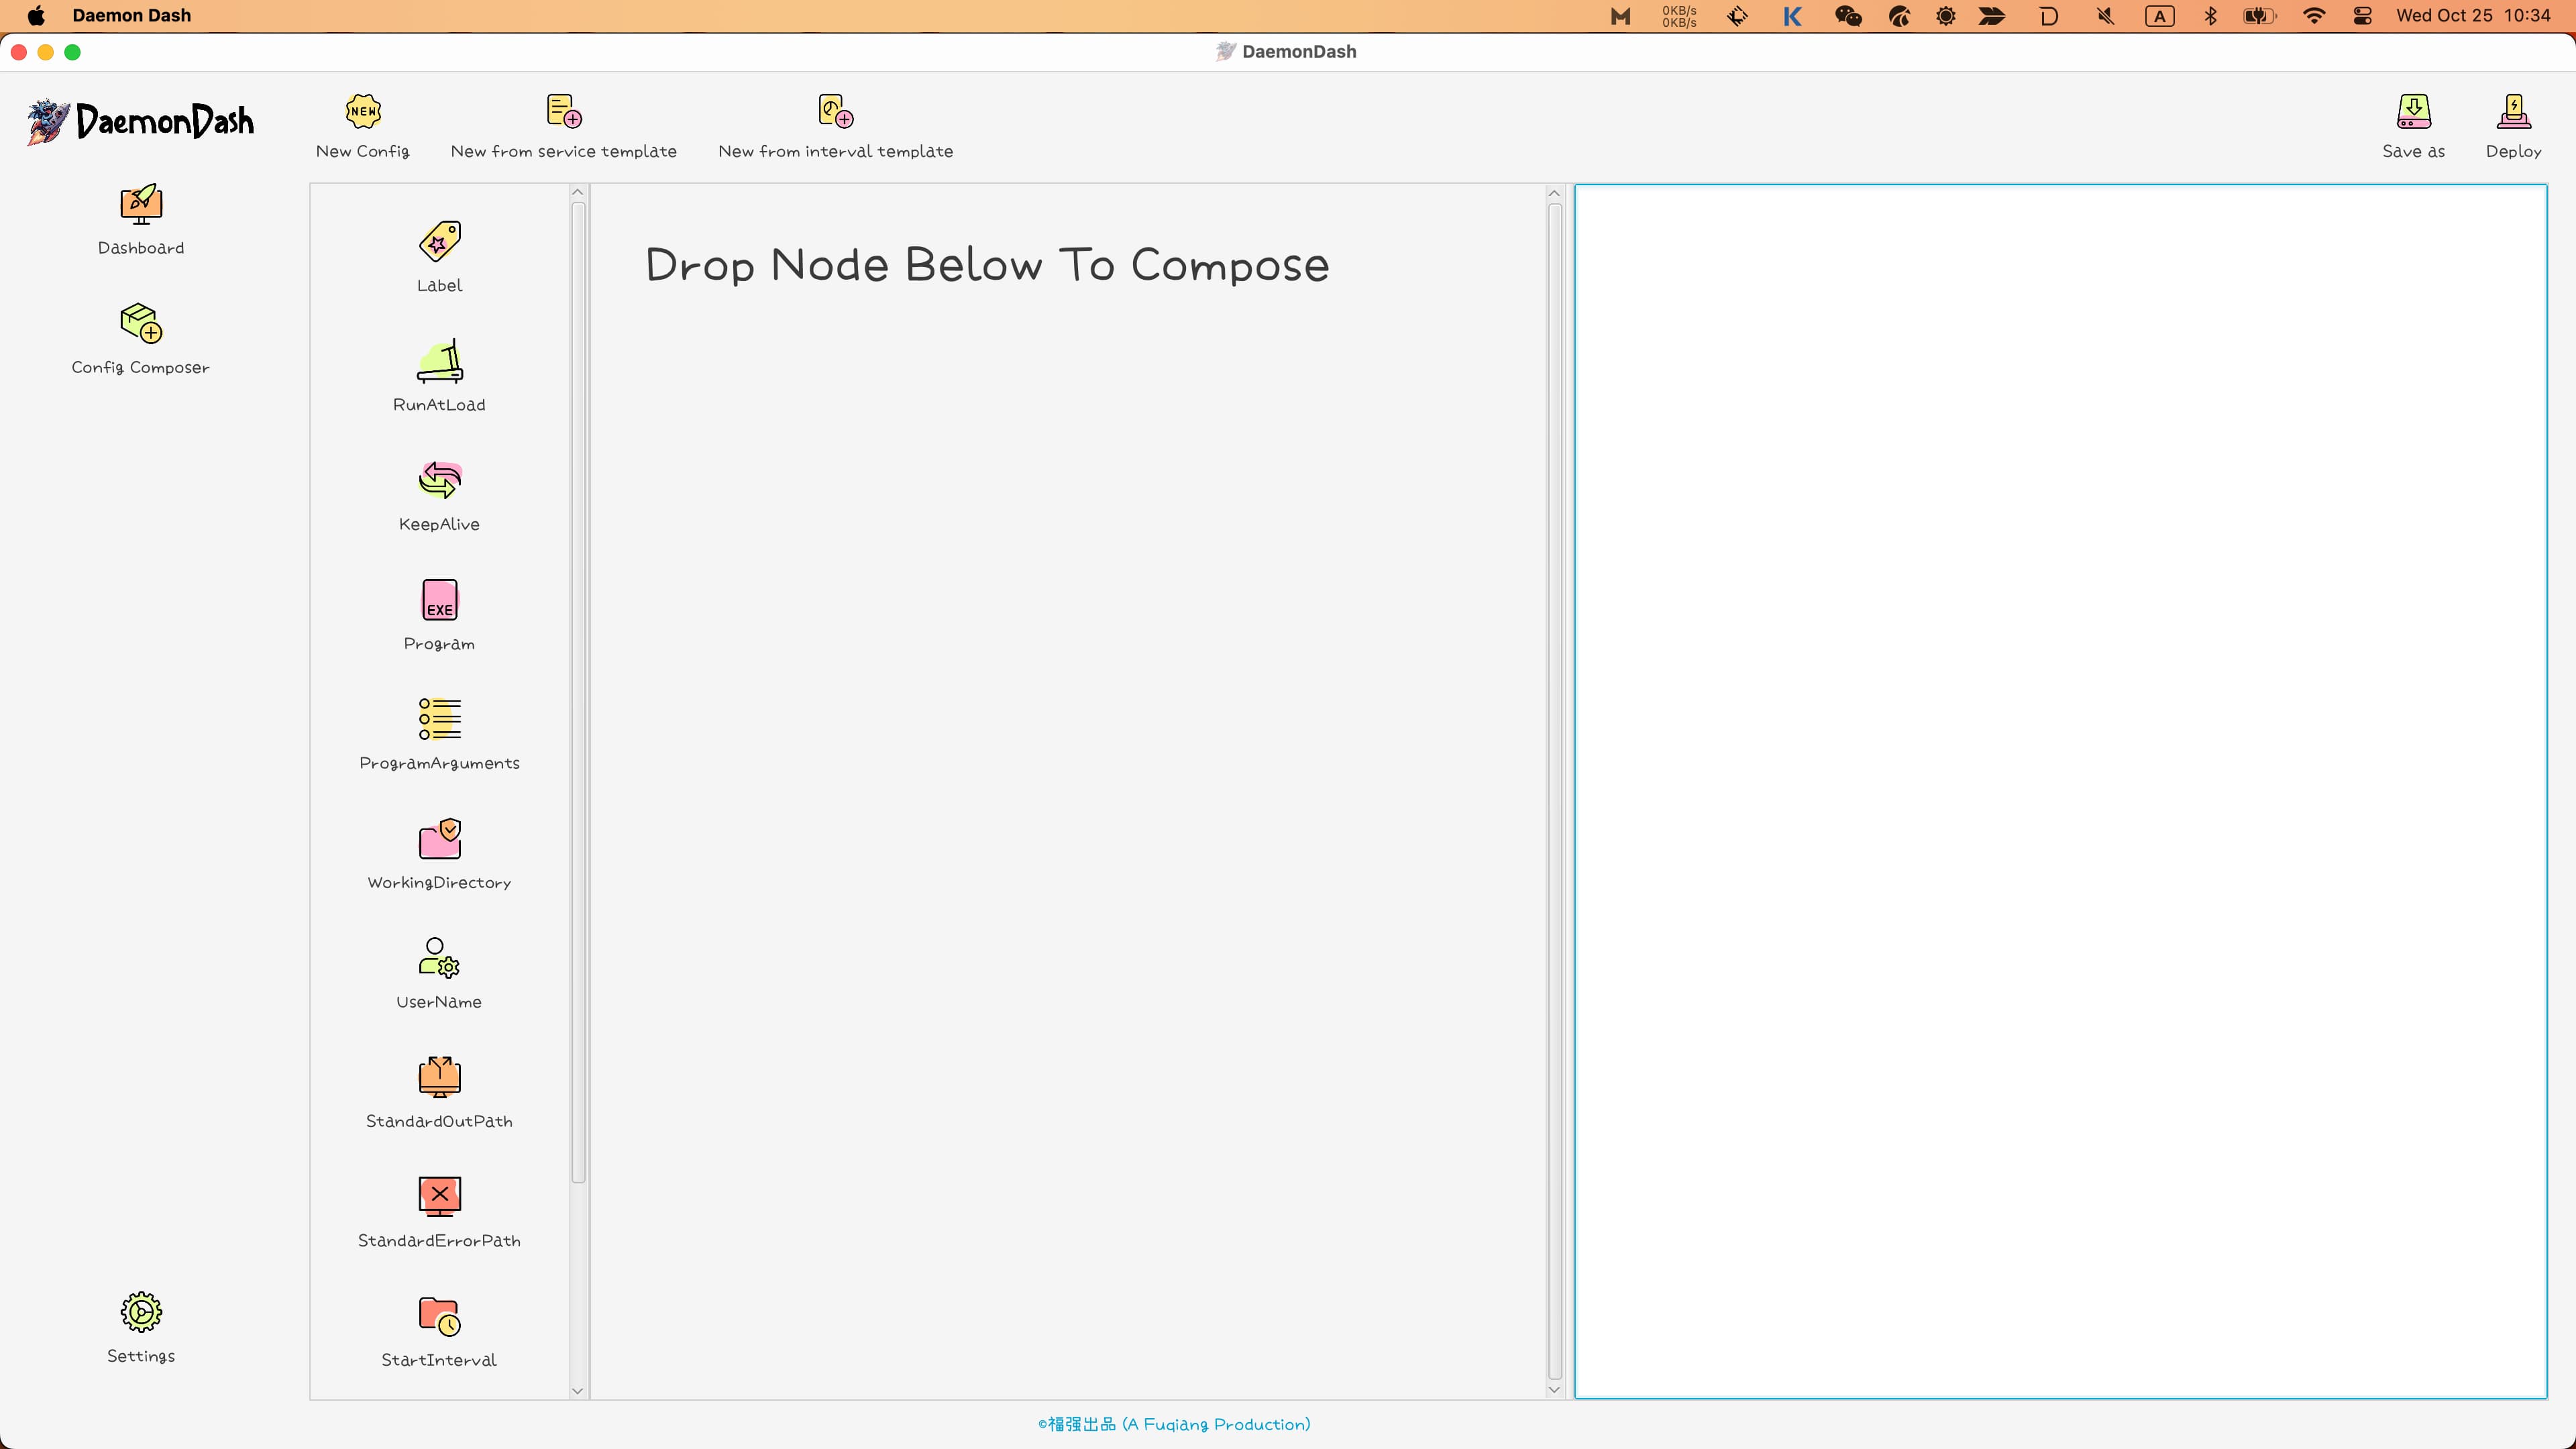 Daemon Dash
0KB/s
0KB/s
A
Wed Oct 25 10:34
DaemonDash
DaemonDash
NEW
New Config
New from service template
New from interval template
Save as
Deploy
Dashboard
Config Composer
Settings
Label
RunAtLoad
KeepAlive
EXE
Program
ProgramArguments
WorkingDirectory
UserName
StandardOutPath
StandardErrorPath
StartInterval
Drop Node Below To Compose
©福强出品 (A Fuqiang Production)